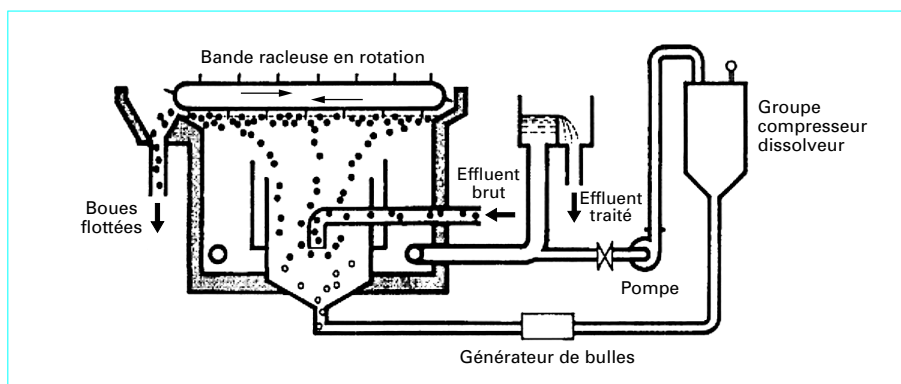 Bande racleuse en rotation
Groupe
compresseur
dissolveur
Effluent
brut
Effluent
traité
Boues
flottées
Pompe
Générateur de bulles